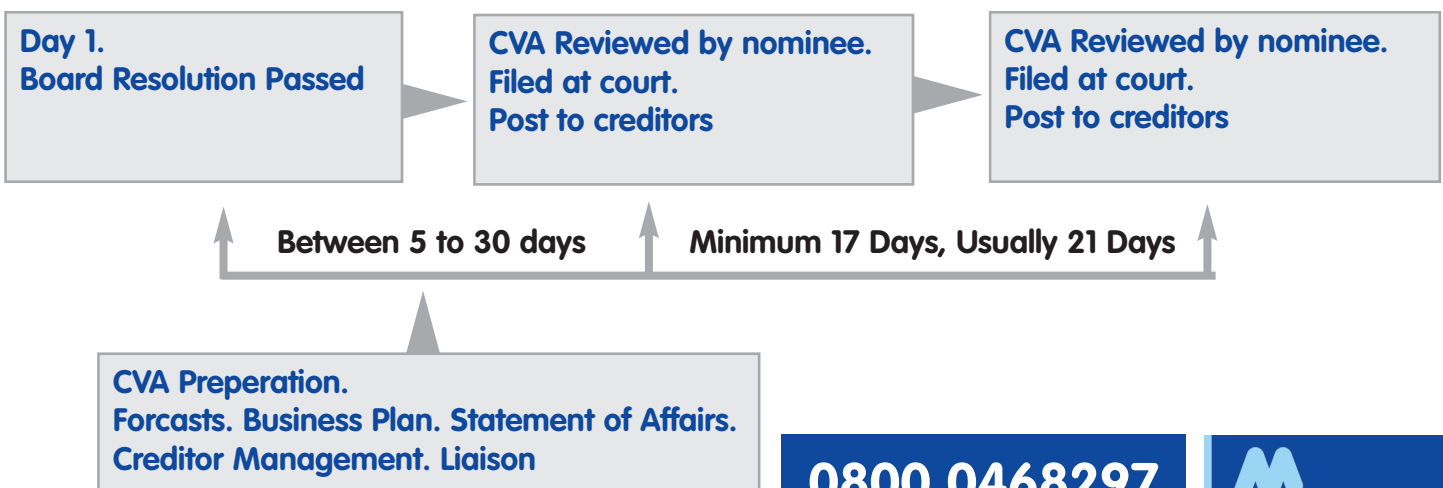 Day 1.
Board Resolution Passed
CVA Reviewed by nominee.
Filed at court.
Post to creditors
CVA Reviewed by nominee.
Filed at court.
Post to creditors
Between 5 to 30 days
Minimum 17 Days, Usually 21 Days
CVA Preperation.
Forcasts. Business Plan. Statement of Affairs.
Creditor Management. Liaison
0800 0468297